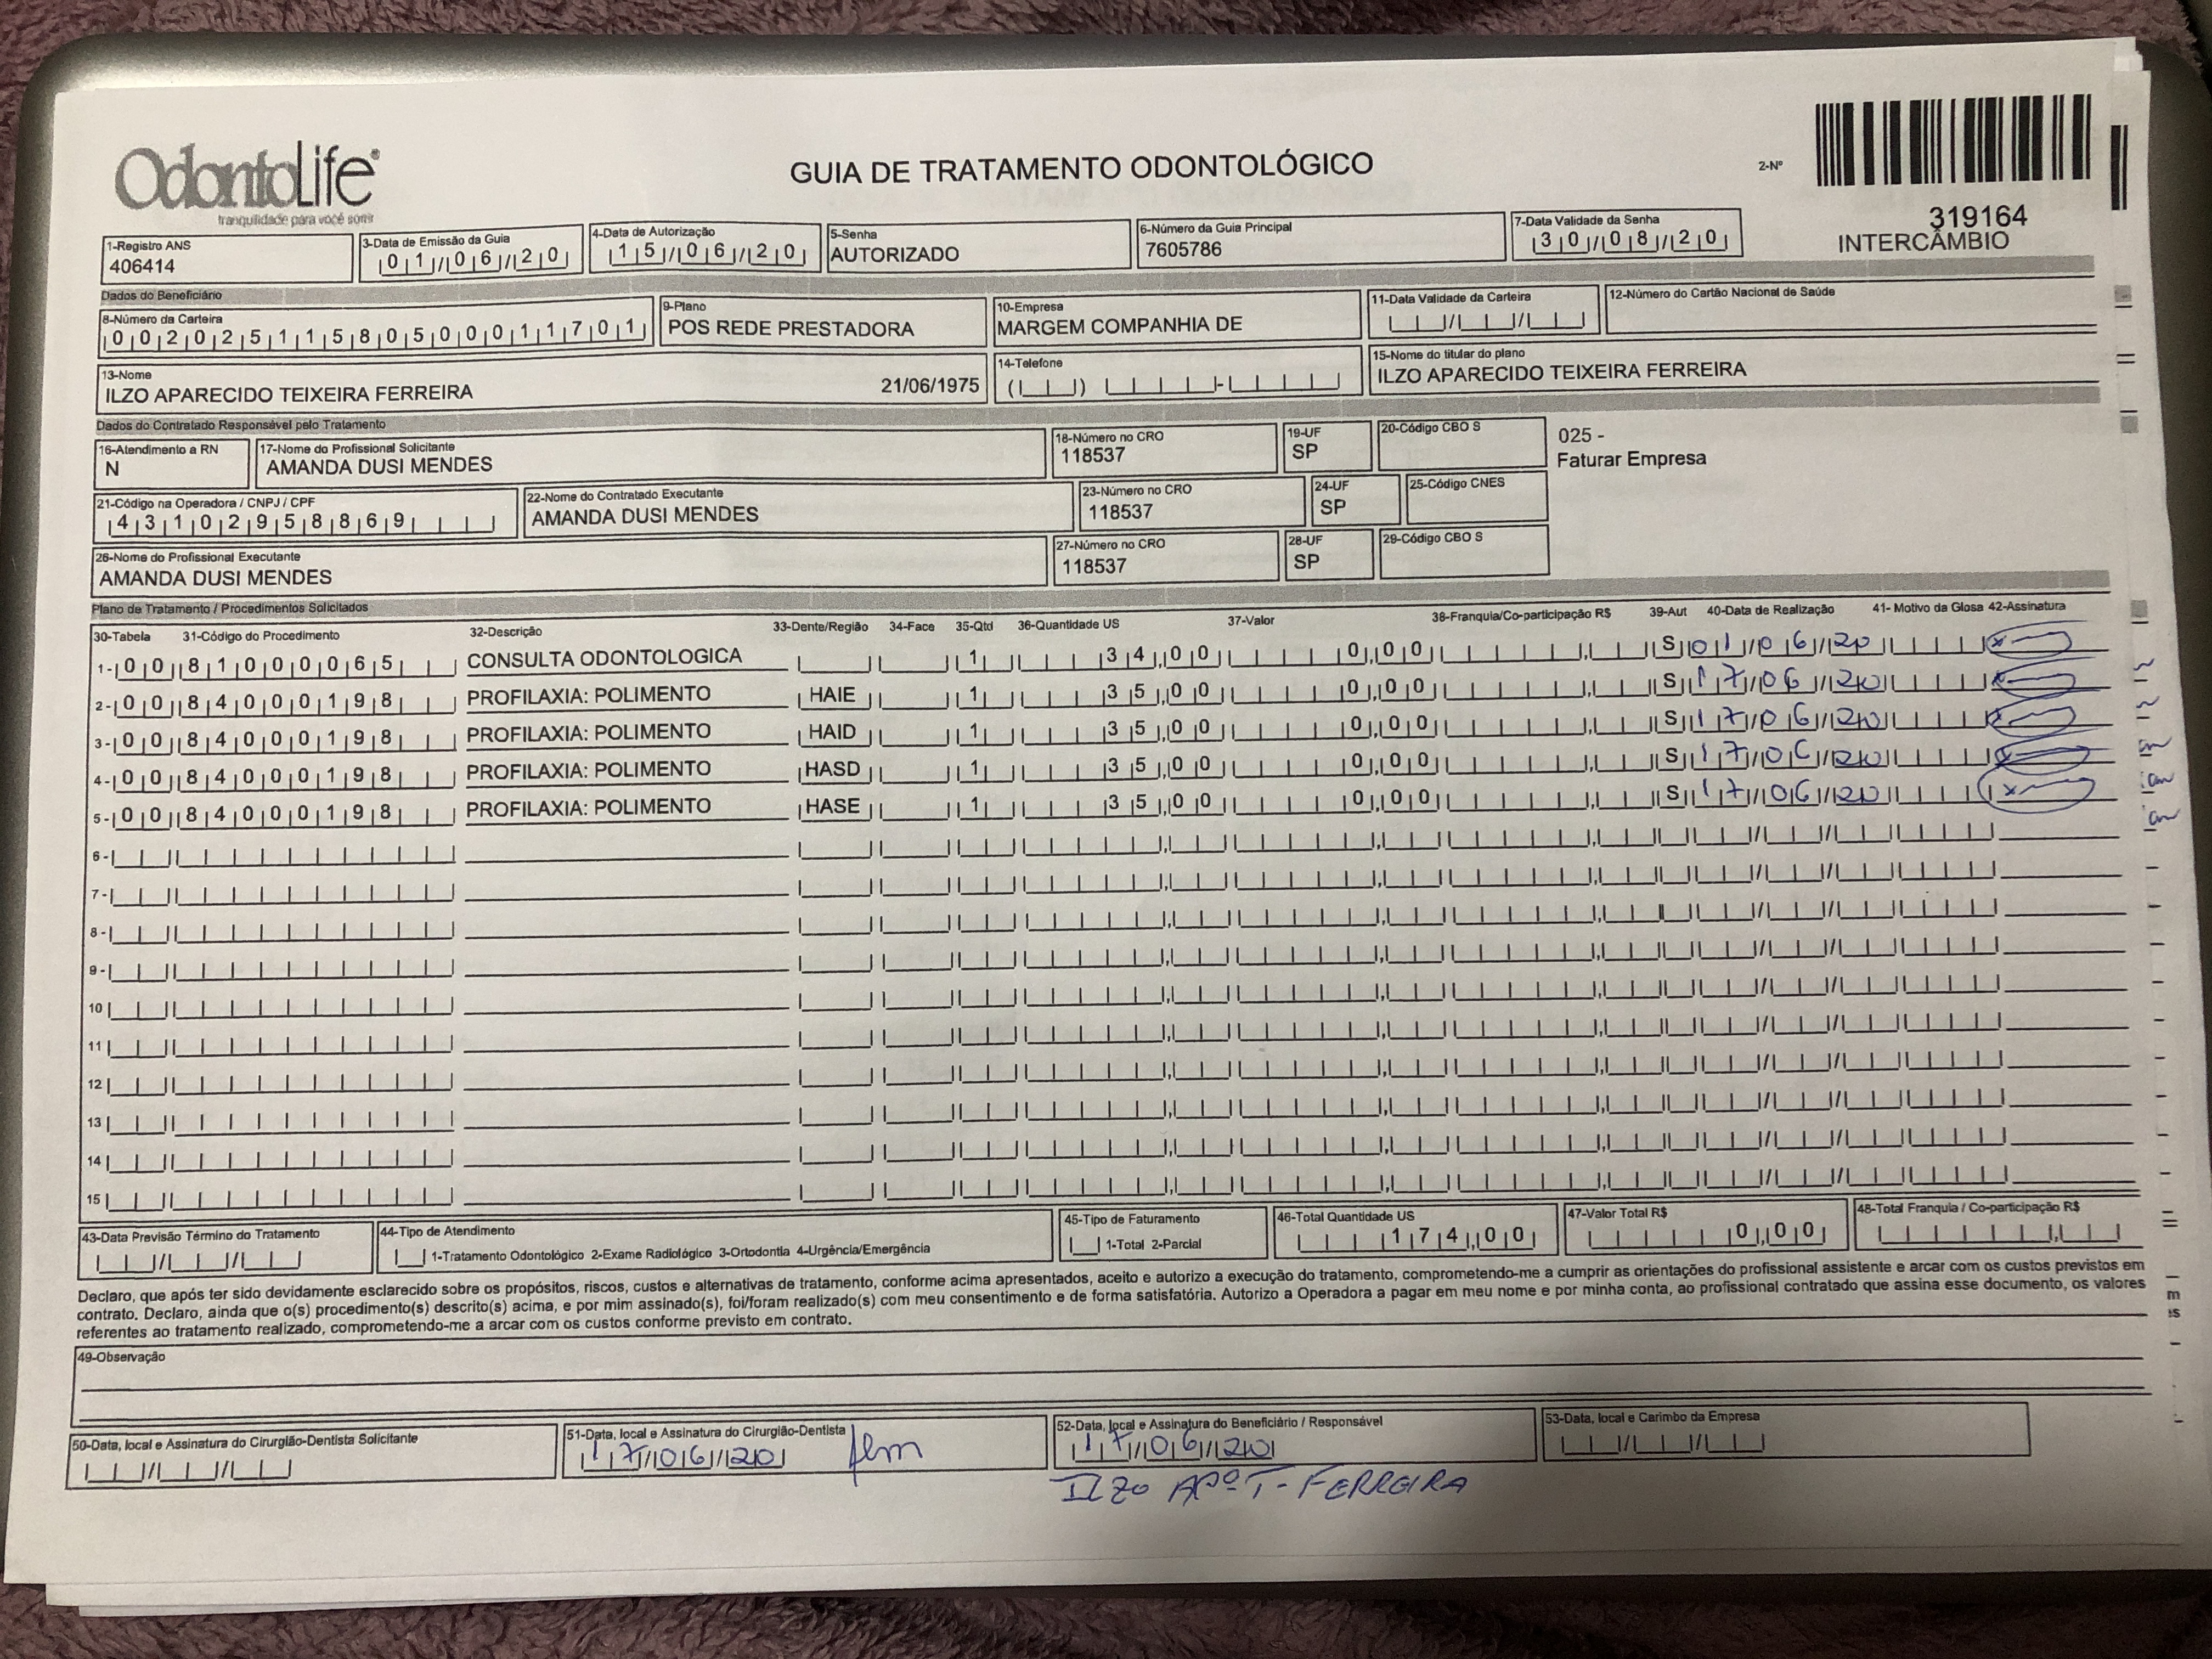 OdontoLife®
tranquilidade para você sorrir
GUIA DE TRATAMENTO ODONTOLÓGICO
2-Nº
319164
INTERCÂMBIO
1-Registro ANS
406414
3-Data de Emissão da Guia
01/06/20
4-Data de Autorização
15/06/20
5-Senha
AUTORIZADO
6-Número da Guia Principal
7605786
7-Data Validade da Senha
30/08/20
Dados do Beneficiário
8-Número da Carteira
00202511580500011701
9-Plano
POS REDE PRESTADORA
10-Empresa
MARGEM COMPANHIA DE
11-Data Validade da Carteira
12-Número do Cartão Nacional de Saúde
13-Nome
ILZO APARECIDO TEIXEIRA FERREIRA 21/06/1975
14-Telefone
15-Nome do titular do plano
ILZO APARECIDO TEIXEIRA FERREIRA
Dados do Contratado Responsável pelo Tratamento
16-Atendimento a RN
N
17-Nome do Profissional Solicitante
AMANDA DUSI MENDES
18-Número no CRO
118537
19-UF
SP
20-Código CBO S
025 -
Faturar Empresa
21-Código na Operadora / CNPJ / CPF
43102958869
22-Nome do Contratado Executante
AMANDA DUSI MENDES
23-Número no CRO
118537
24-UF
SP
25-Código CNES
26-Nome do Profissional Executante
AMANDA DUSI MENDES
27-Número no CRO
118537
28-UF
SP
29-Código CBO S
Plano de Tratamento / Procedimentos Solicitados
30-Tabela 31-Código do Procedimento 32-Descrição 33-Dente/Região 34-Face 35-Qtd 36-Quantidade US 37-Valor 38-Franquia/Co-participação R$ 39-Aut 40-Data de Realização 41- Motivo da Glosa 42-Assinatura
1- 00 81000065 CONSULTA ODONTOLOGICA 1 34,00 0,00 S 01/06/20
2- 00 84000198 PROFILAXIA: POLIMENTO HAIE 1 35,00 0,00 S 17/06/20
3- 00 84000198 PROFILAXIA: POLIMENTO HAID 1 35,00 0,00 S 17/06/20
4- 00 84000198 PROFILAXIA: POLIMENTO HASD 1 35,00 0,00 S 17/06/20
5- 00 84000198 PROFILAXIA: POLIMENTO HASE 1 35,00 0,00 S 17/06/20
6-
7-
8-
9-
10
11
12
13
14
15
43-Data Previsão Término do Tratamento
44-Tipo de Atendimento
1-Tratamento Odontológico 2-Exame Radiológico 3-Ortodontia 4-Urgência/Emergência
45-Tipo de Faturamento
1-Total 2-Parcial
46-Total Quantidade US
174,00
47-Valor Total R$
0,00
48-Total Franquia / Co-participação R$
Declaro, que após ter sido devidamente esclarecido sobre os propósitos, riscos, custos e alternativas de tratamento, conforme acima apresentados, aceito e autorizo a execução do tratamento, comprometendo-me a cumprir as orientações do profissional assistente e arcar com os custos previstos em
contrato. Declaro, ainda que o(s) procedimento(s) descrito(s) acima, e por mim assinado(s), foi/foram realizado(s) com meu consentimento e de forma satisfatória. Autorizo a Operadora a pagar em meu nome e por minha conta, ao profissional contratado que assina esse documento, os valores
referentes ao tratamento realizado, comprometendo-me a arcar com os custos conforme previsto em contrato.
49-Observação
50-Data, local e Assinatura do Cirurgião-Dentista Solicitante
51-Data, local e Assinatura do Cirurgião-Dentista
17/06/20
52-Data, local e Assinatura do Beneficiário / Responsável
17/06/20
ILZO APº T- FERREIRA
53-Data, local e Carimbo da Empresa